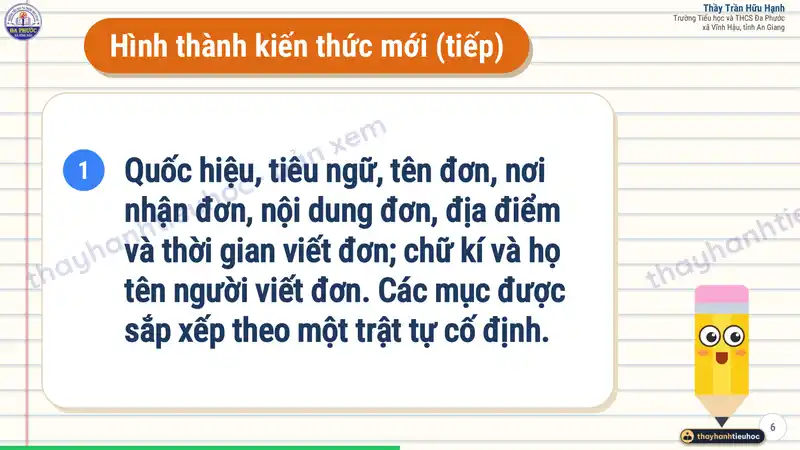 Thầy Trần Hữu Hạnh
Trường Tiểu học và THCS Đa Phước
xã Vĩnh Hậu, tỉnh An Giang
ĐA PHƯỚC
Hình thành kiến thức mới (tiếp)
1
Quốc hiệu, tiêu ngữ, tên đơn, nơi
nhận đơn, nội dung đơn, địa điểm
và thời gian viết đơn; chữ kí và họ
tên người viết đơn. Các mục được
sắp xếp theo một trật tự cố định.
6
thayhanhtieuhoc